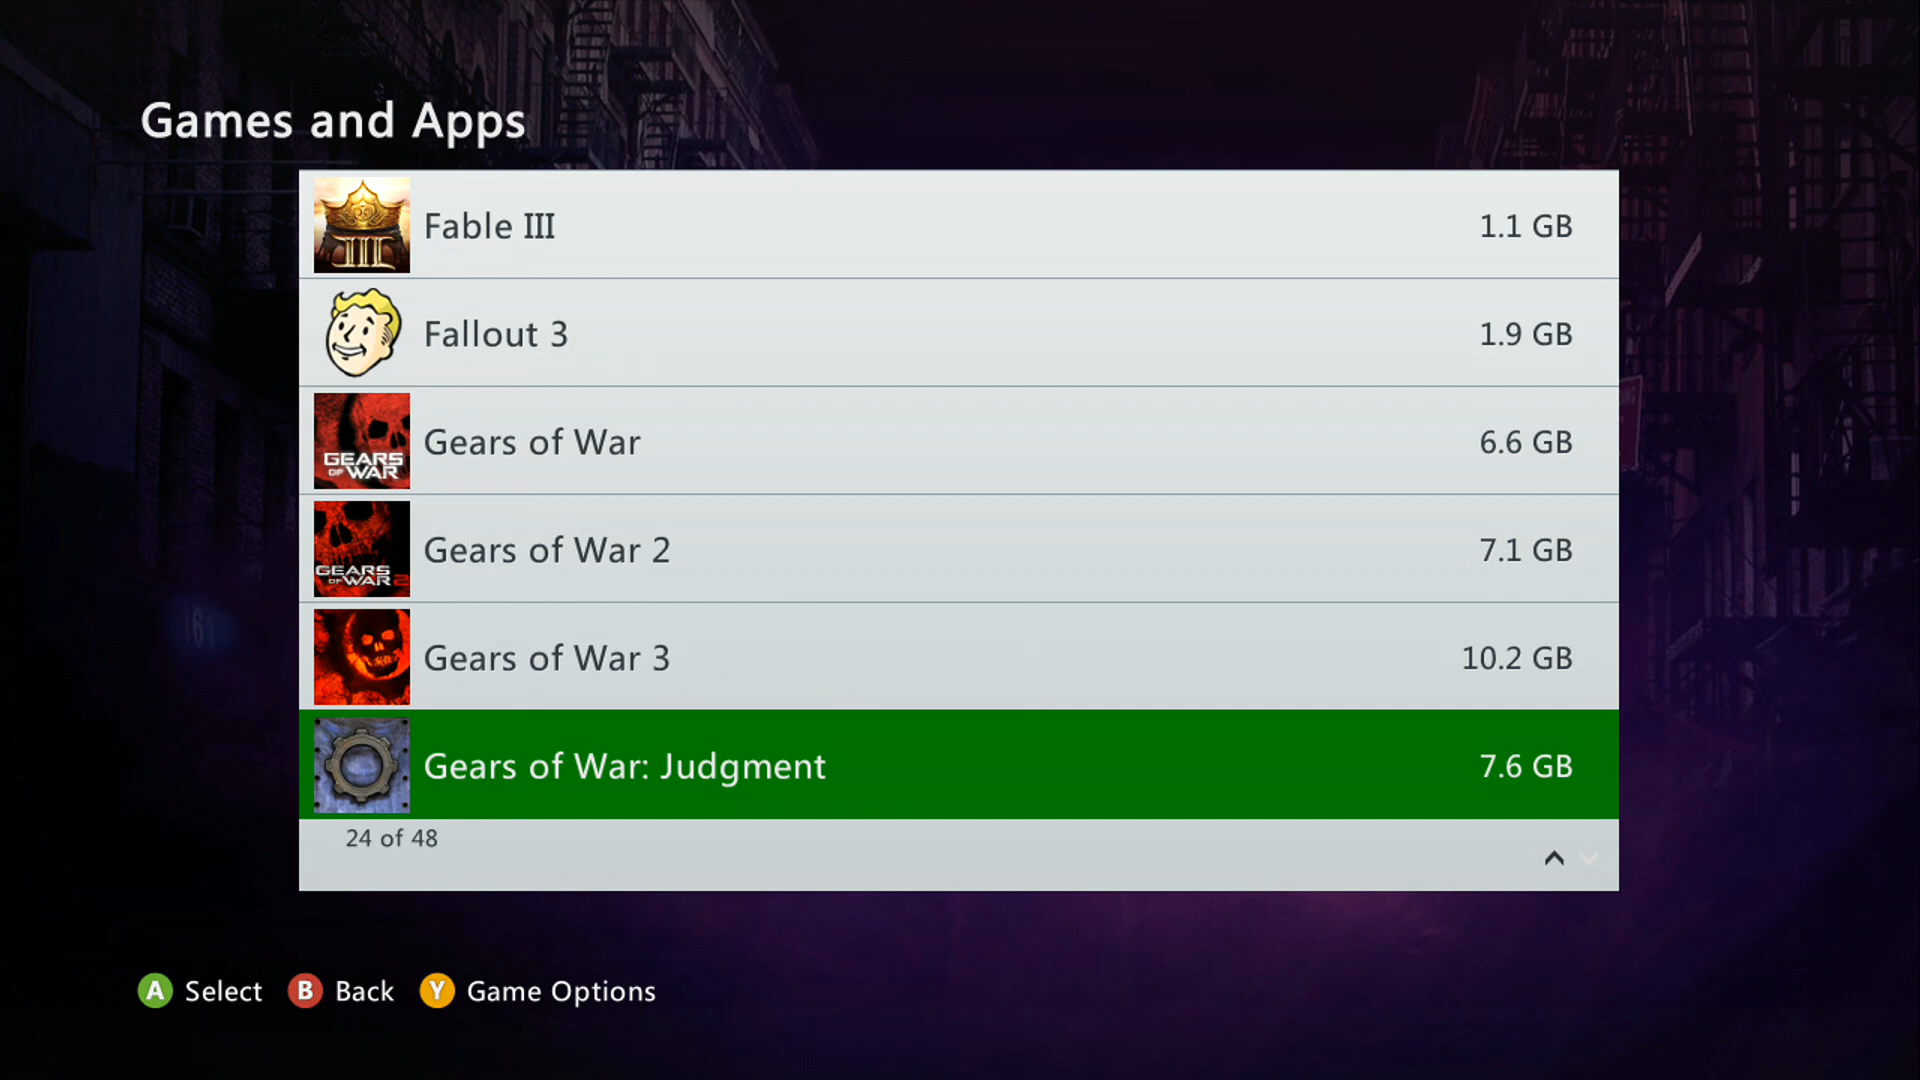 Games and Apps
III
Fable III
1.1 GB
Fallout 3
1.9 GB
GEARS
OF WAR
Gears of War
6.6 GB
GEARS
OF WAR 2
Gears of War 2
7.1 GB
Gears of War 3
10.2 GB
Gears of War: Judgment
7.6 GB
24 of 48
161
A Select B Back Y Game Options